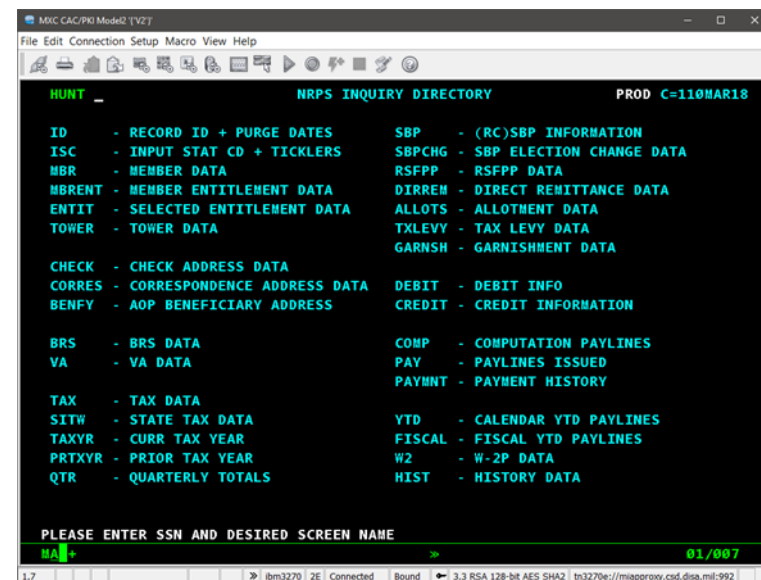 MXC CAC/PKI Model2 '['V2']'
File Edit Connection Setup Macro View Help
HUNT _ NRPS INQUIRY DIRECTORY PROD C=110MAR18
ID - RECORD ID + PURGE DATES SBP - (RC)SBP INFORMATION
ISC - INPUT STAT CD + TICKLERS SBPCHG - SBP ELECTION CHANGE DATA
MBR - MEMBER DATA RSFPP - RSFPP DATA
MBRENT - MEMBER ENTITLEMENT DATA DIRREM - DIRECT REMITTANCE DATA
ENTIT - SELECTED ENTITLEMENT DATA ALLOTS - ALLOTMENT DATA
TOWER - TOWER DATA TXLEVY - TAX LEVY DATA
GARNSH - GARNISHMENT DATA
CHECK - CHECK ADDRESS DATA
CORRES - CORRESPONDENCE ADDRESS DATA DEBIT - DEBIT INFO
BENFY - AOP BENEFICIARY ADDRESS CREDIT - CREDIT INFORMATION
BRS - BRS DATA COMP - COMPUTATION PAYLINES
VA - VA DATA PAY - PAYLINES ISSUED
PAYMNT - PAYMENT HISTORY
TAX - TAX DATA
SITW - STATE TAX DATA YTD - CALENDAR YTD PAYLINES
TAXYR - CURR TAX YEAR FISCAL - FISCAL YTD PAYLINES
PRTXYR - PRIOR TAX YEAR W2 - W-2P DATA
QTR - QUARTERLY TOTALS HIST - HISTORY DATA
PLEASE ENTER SSN AND DESIRED SCREEN NAME
MA + » 01/007
1.7 » ibm3270 2E Connected Bound 3.3 RSA 128-bit AES SHA2 tn3270e://miapproxy.csd.disa.mil:992